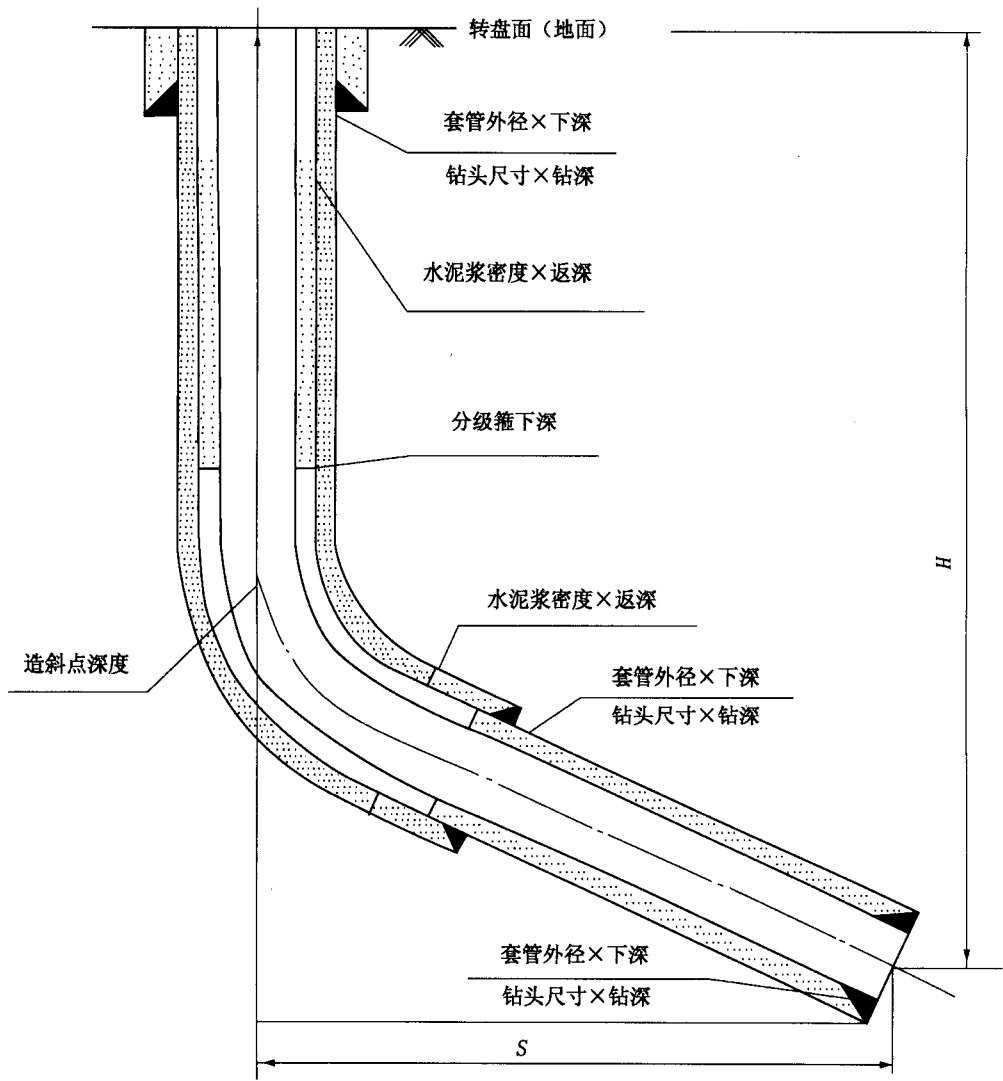 转盘面（地面）
套管外径×下深
钻头尺寸×钻深
水泥浆密度×返深
分级箍下深
H
水泥浆密度×返深
造斜点深度
套管外径×下深
钻头尺寸×钻深
套管外径×下深
钻头尺寸×钻深
S